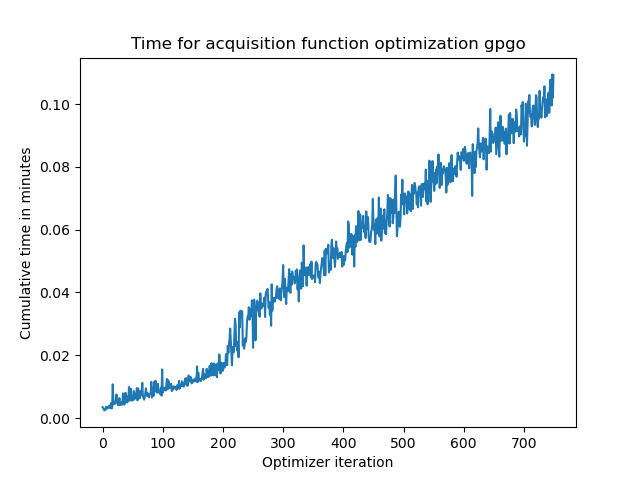 Time for acquisition function optimization gpgo
Cumulative time in minutes
0.10
0.08
0.06
0.04
0.02
0.00
0 100 200 300 400 500 600 700
Optimizer iteration